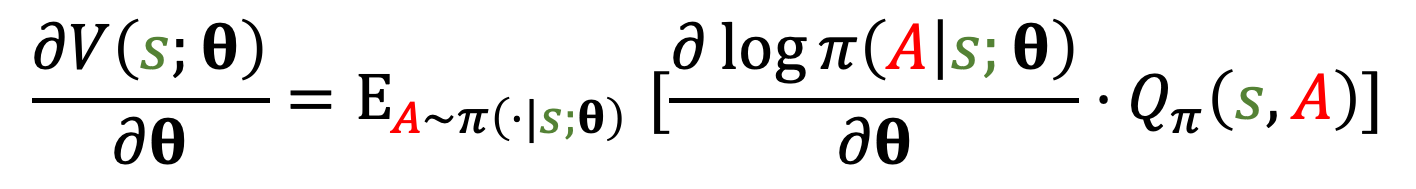 ∂V(s; θ) / ∂θ = E_{A∼π(·|s;θ)} [∂ log π(A|s; θ) / ∂θ · Q_π(s, A)]